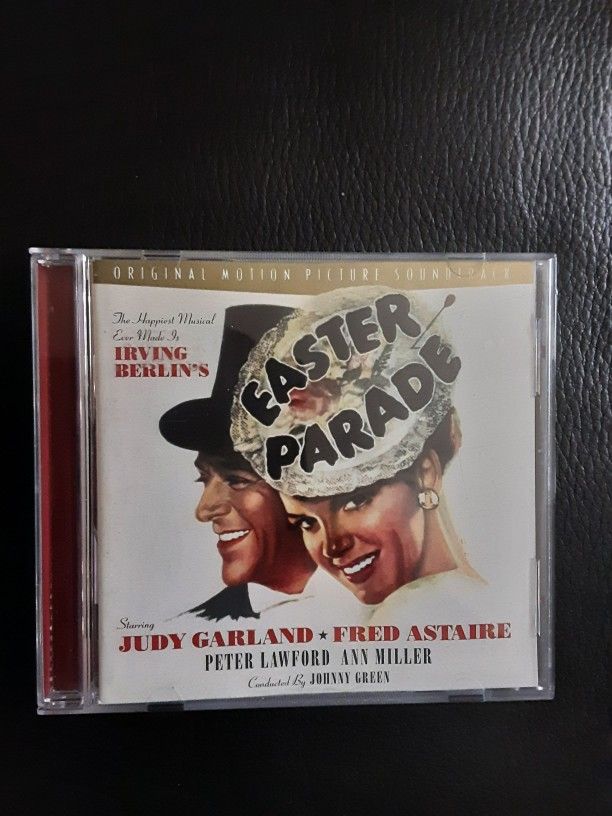 ORIGINAL MOTION PICTURE SOUNDTRACK
The Happiest Musical
Ever Made Is
IRVING
BERLIN'S
EASTER
PARADE
Starring
JUDY GARLAND ★ FRED ASTAIRE
PETER LAWFORD ANN MILLER
Conducted By JOHNNY GREEN